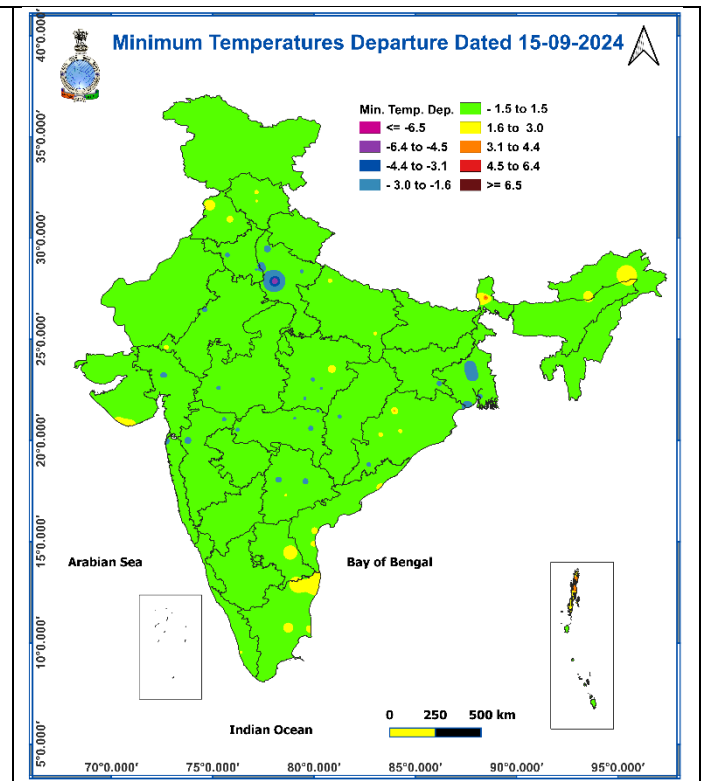 Minimum Temperatures Departure Dated 15-09-2024
Min. Temp. Dep.
<= -6.5
-6.4 to -4.5
-4.4 to -3.1
- 3.0 to -1.6
- 1.5 to 1.5
1.6 to 3.0
3.1 to 4.4
4.5 to 6.4
>= 6.5
40°0.000'
35°0.000'
30°0.000'
25°0.000'
20°0.000'
15°0.000'
10°0.000'
5°0.000'
Arabian Sea
Bay of Bengal
Indian Ocean
0 250 500 km
70°0.000' 75°0.000' 80°0.000' 85°0.000' 90°0.000' 95°0.000'